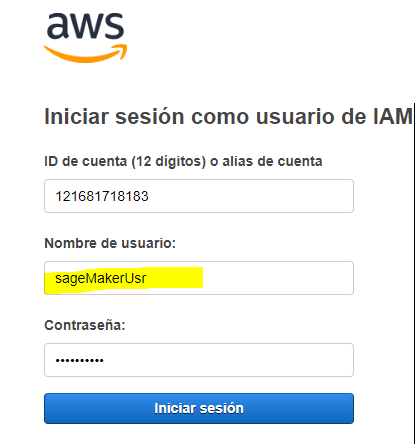 aws
Iniciar sesión como usuario de IAM
ID de cuenta (12 dígitos) o alias de cuenta
121681718183
Nombre de usuario:
sageMakerUsr
Contraseña:
••••••••••
Iniciar sesión